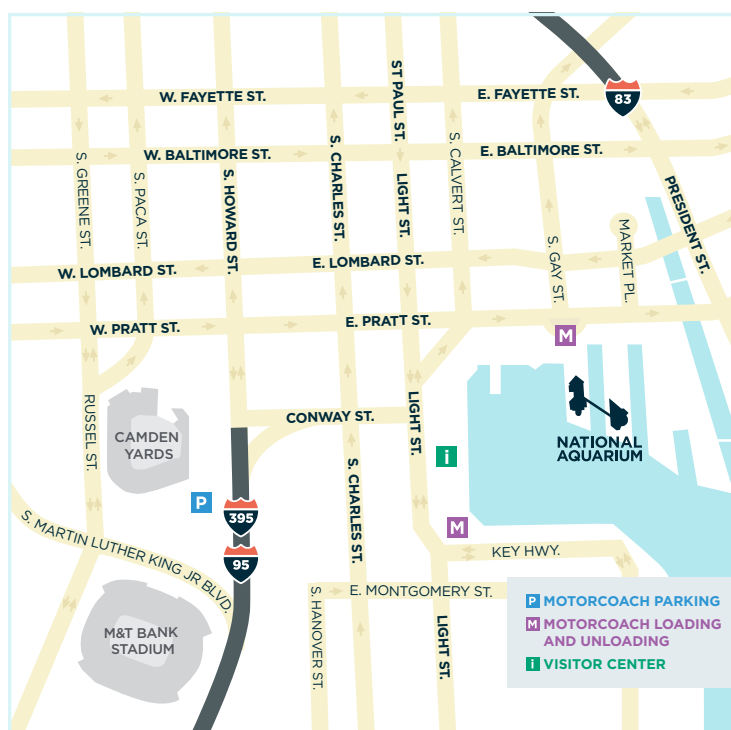 W. FAYETTE ST.
E. FAYETTE ST.
83
ST PAUL ST.
W. BALTIMORE ST.
E. BALTIMORE ST.
S. GREENE ST.
S. PACA ST.
S. HOWARD ST.
S. CHARLES ST.
LIGHT ST.
S. CALVERT ST.
S. GAY ST.
MARKET PL.
PRESIDENT ST.
W. LOMBARD ST.
E. LOMBARD ST.
W. PRATT ST.
E. PRATT ST.
M
RUSSEL ST.
CAMDEN
YARDS
CONWAY ST.
LIGHT ST.
NATIONAL
AQUARIUM
i
S. CHARLES ST.
P
395
M
S. MARTIN LUTHER KING JR BLVD.
95
KEY HWY.
S. HANOVER ST.
E. MONTGOMERY ST.
M&T BANK
STADIUM
LIGHT ST.
P MOTORCOACH PARKING
M MOTORCOACH LOADING
AND UNLOADING
i VISITOR CENTER